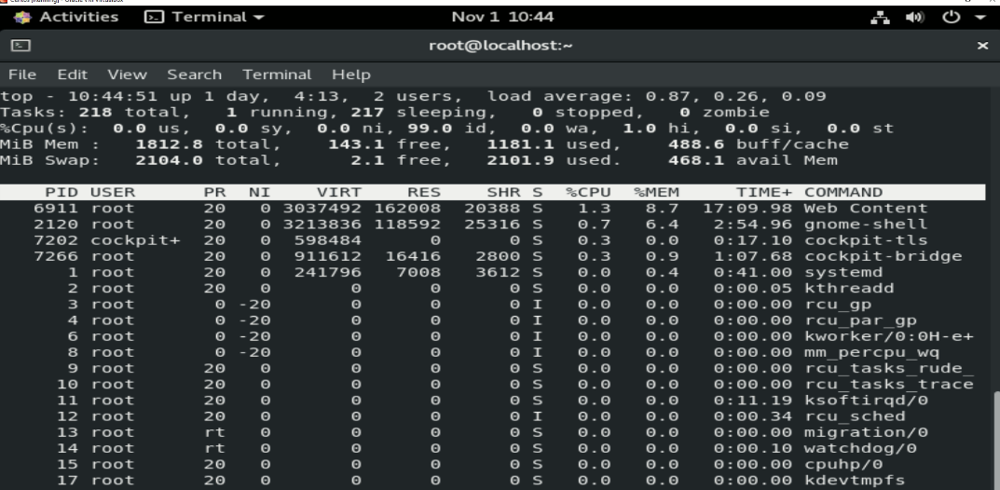 Activities Terminal Nov 1 10:44
root@localhost:~
File Edit View Search Terminal Help
top - 10:44:51 up 1 day, 4:13, 2 users, load average: 0.87, 0.26, 0.09
Tasks: 218 total, 1 running, 217 sleeping, 0 stopped, 0 zombie
%Cpu(s): 0.0 us, 0.0 sy, 0.0 ni, 99.0 id, 0.0 wa, 1.0 hi, 0.0 si, 0.0 st
MiB Mem : 1812.8 total, 143.1 free, 1181.1 used, 488.6 buff/cache
MiB Swap: 2104.0 total, 2.1 free, 2101.9 used. 468.1 avail Mem
PID USER PR NI VIRT RES SHR S %CPU %MEM TIME+ COMMAND
6911 root 20 0 3037492 162008 20388 S 1.3 8.7 17:09.98 Web Content
2120 root 20 0 3213836 118592 25316 S 0.7 6.4 2:54.96 gnome-shell
7202 cockpit+ 20 0 598484 0 0 S 0.3 0.0 0:17.10 cockpit-tls
7266 root 20 0 911612 16416 2800 S 0.3 0.9 1:07.68 cockpit-bridge
1 root 20 0 241796 7008 3612 S 0.0 0.4 0:41.00 systemd
2 root 20 0 0 0 0 S 0.0 0.0 0:00.05 kthreadd
3 root 0 -20 0 0 0 I 0.0 0.0 0:00.00 rcu_gp
4 root 0 -20 0 0 0 I 0.0 0.0 0:00.00 rcu_par_gp
6 root 0 -20 0 0 0 I 0.0 0.0 0:00.00 kworker/0:0H-e+
8 root 0 -20 0 0 0 I 0.0 0.0 0:00.00 mm_percpu_wq
9 root 20 0 0 0 0 S 0.0 0.0 0:00.00 rcu_tasks_rude_
10 root 20 0 0 0 0 S 0.0 0.0 0:00.00 rcu_tasks_trace
11 root 20 0 0 0 0 S 0.0 0.0 0:11.19 ksoftirqd/0
12 root 20 0 0 0 0 I 0.0 0.0 0:00.34 rcu_sched
13 root rt 0 0 0 0 S 0.0 0.0 0:00.00 migration/0
14 root rt 0 0 0 0 S 0.0 0.0 0:00.10 watchdog/0
15 root 20 0 0 0 0 S 0.0 0.0 0:00.00 cpuhp/0
17 root 20 0 0 0 0 S 0.0 0.0 0:00.00 kdevtmpfs